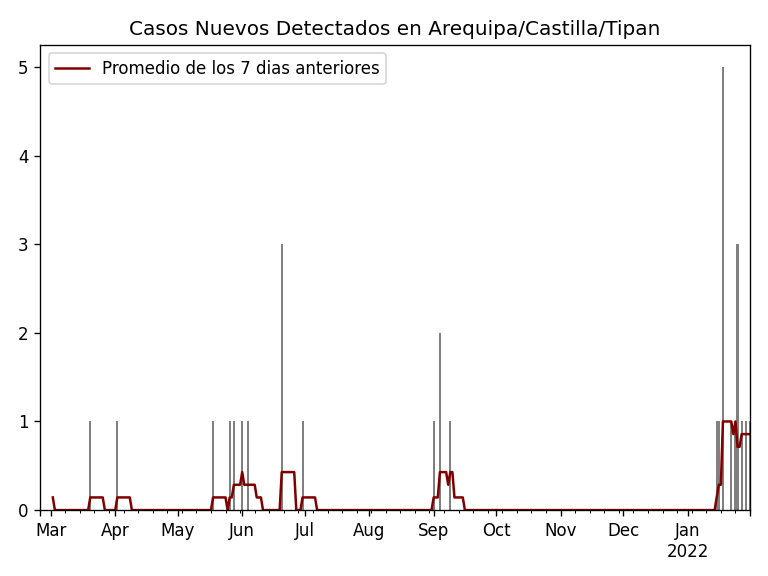 Casos Nuevos Detectados en Arequipa/Castilla/Tipan
Promedio de los 7 dias anteriores
5
4
3
2
1
0
Mar Apr May Jun Jul Aug Sep Oct Nov Dec Jan
2022